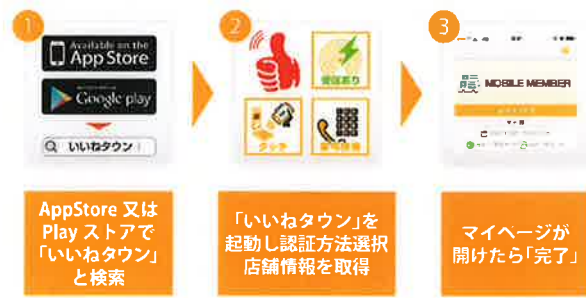 1
Available on the
App Store
Google play
いいねタウン
AppStore 又は
Play ストアで
「いいねタウン」
と検索
2
「いいねタウン」を
起動し認証方法選択
店舗情報を取得
3
MOBILE MEMBER
マイページが
開けたら「完了」